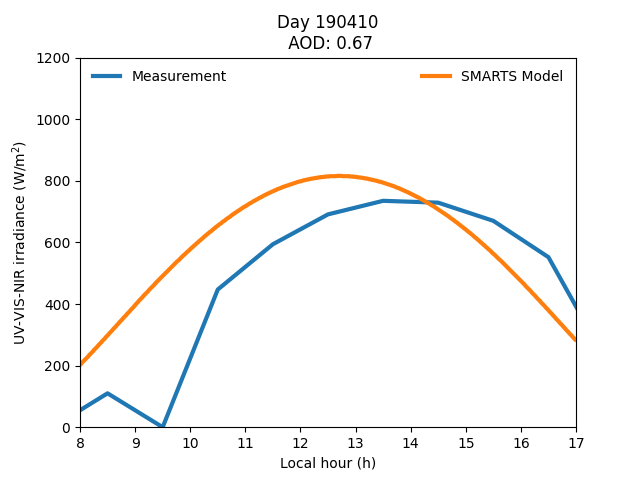 Day 190410
AOD: 0.67
Measurement
SMARTS Model
UV-VIS-NIR irradiance (W/m²)
1200
1000
800
600
400
200
0
8 9 10 11 12 13 14 15 16 17
Local hour (h)